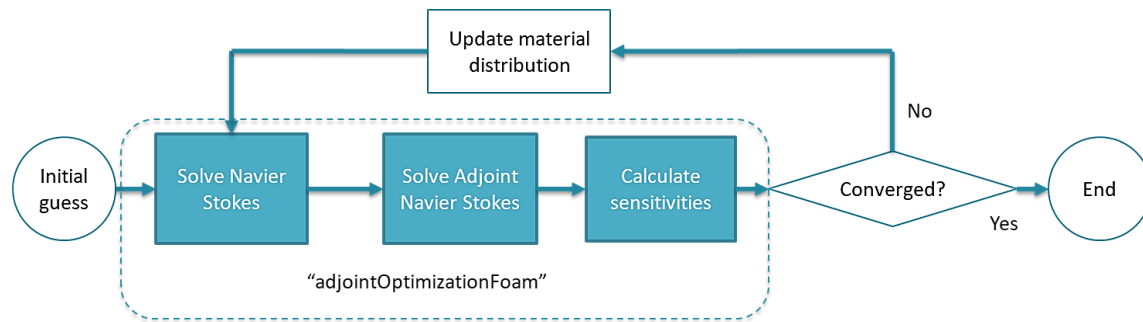 Update material
distribution
No
Initial
guess
Solve Navier
Stokes
Solve Adjoint
Navier Stokes
Calculate
sensitivities
Converged?
Yes
End
“adjointOptimizationFoam”